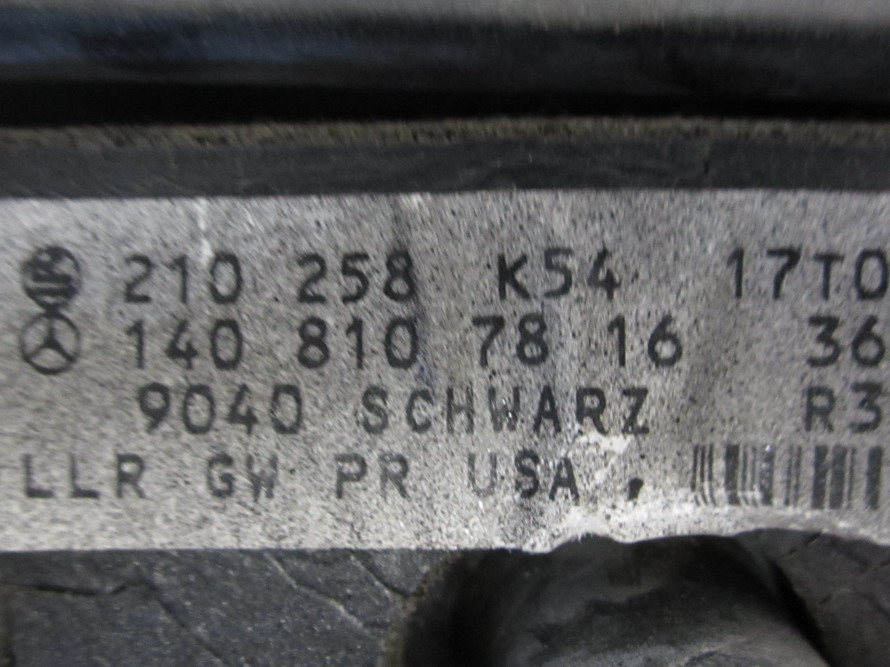 210 258 K54 17T0
140 810 78 16 36
9040 SCHWARZ R3
LLR GW PR USA .